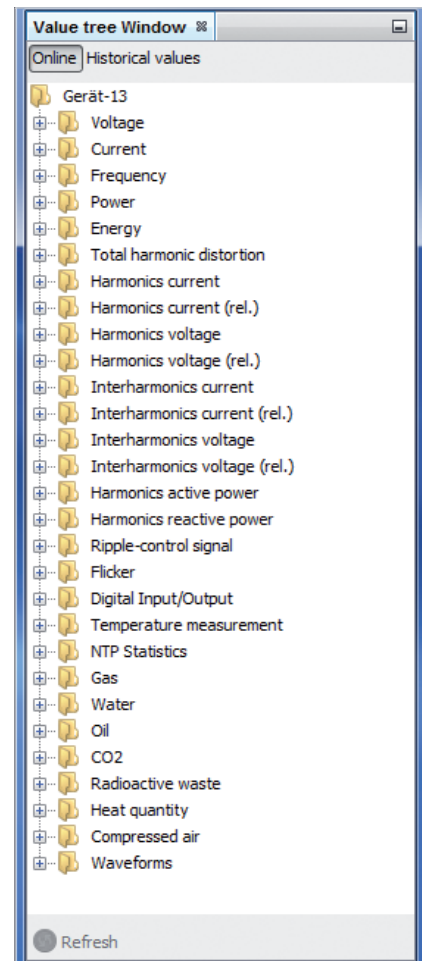 Value tree Window
Online Historical values
Gerät-13
Voltage
Current
Frequency
Power
Energy
Total harmonic distortion
Harmonics current
Harmonics current (rel.)
Harmonics voltage
Harmonics voltage (rel.)
Interharmonics current
Interharmonics current (rel.)
Interharmonics voltage
Interharmonics voltage (rel.)
Harmonics active power
Harmonics reactive power
Ripple-control signal
Flicker
Digital Input/Output
Temperature measurement
NTP Statistics
Gas
Water
Oil
CO2
Radioactive waste
Heat quantity
Compressed air
Waveforms
Refresh